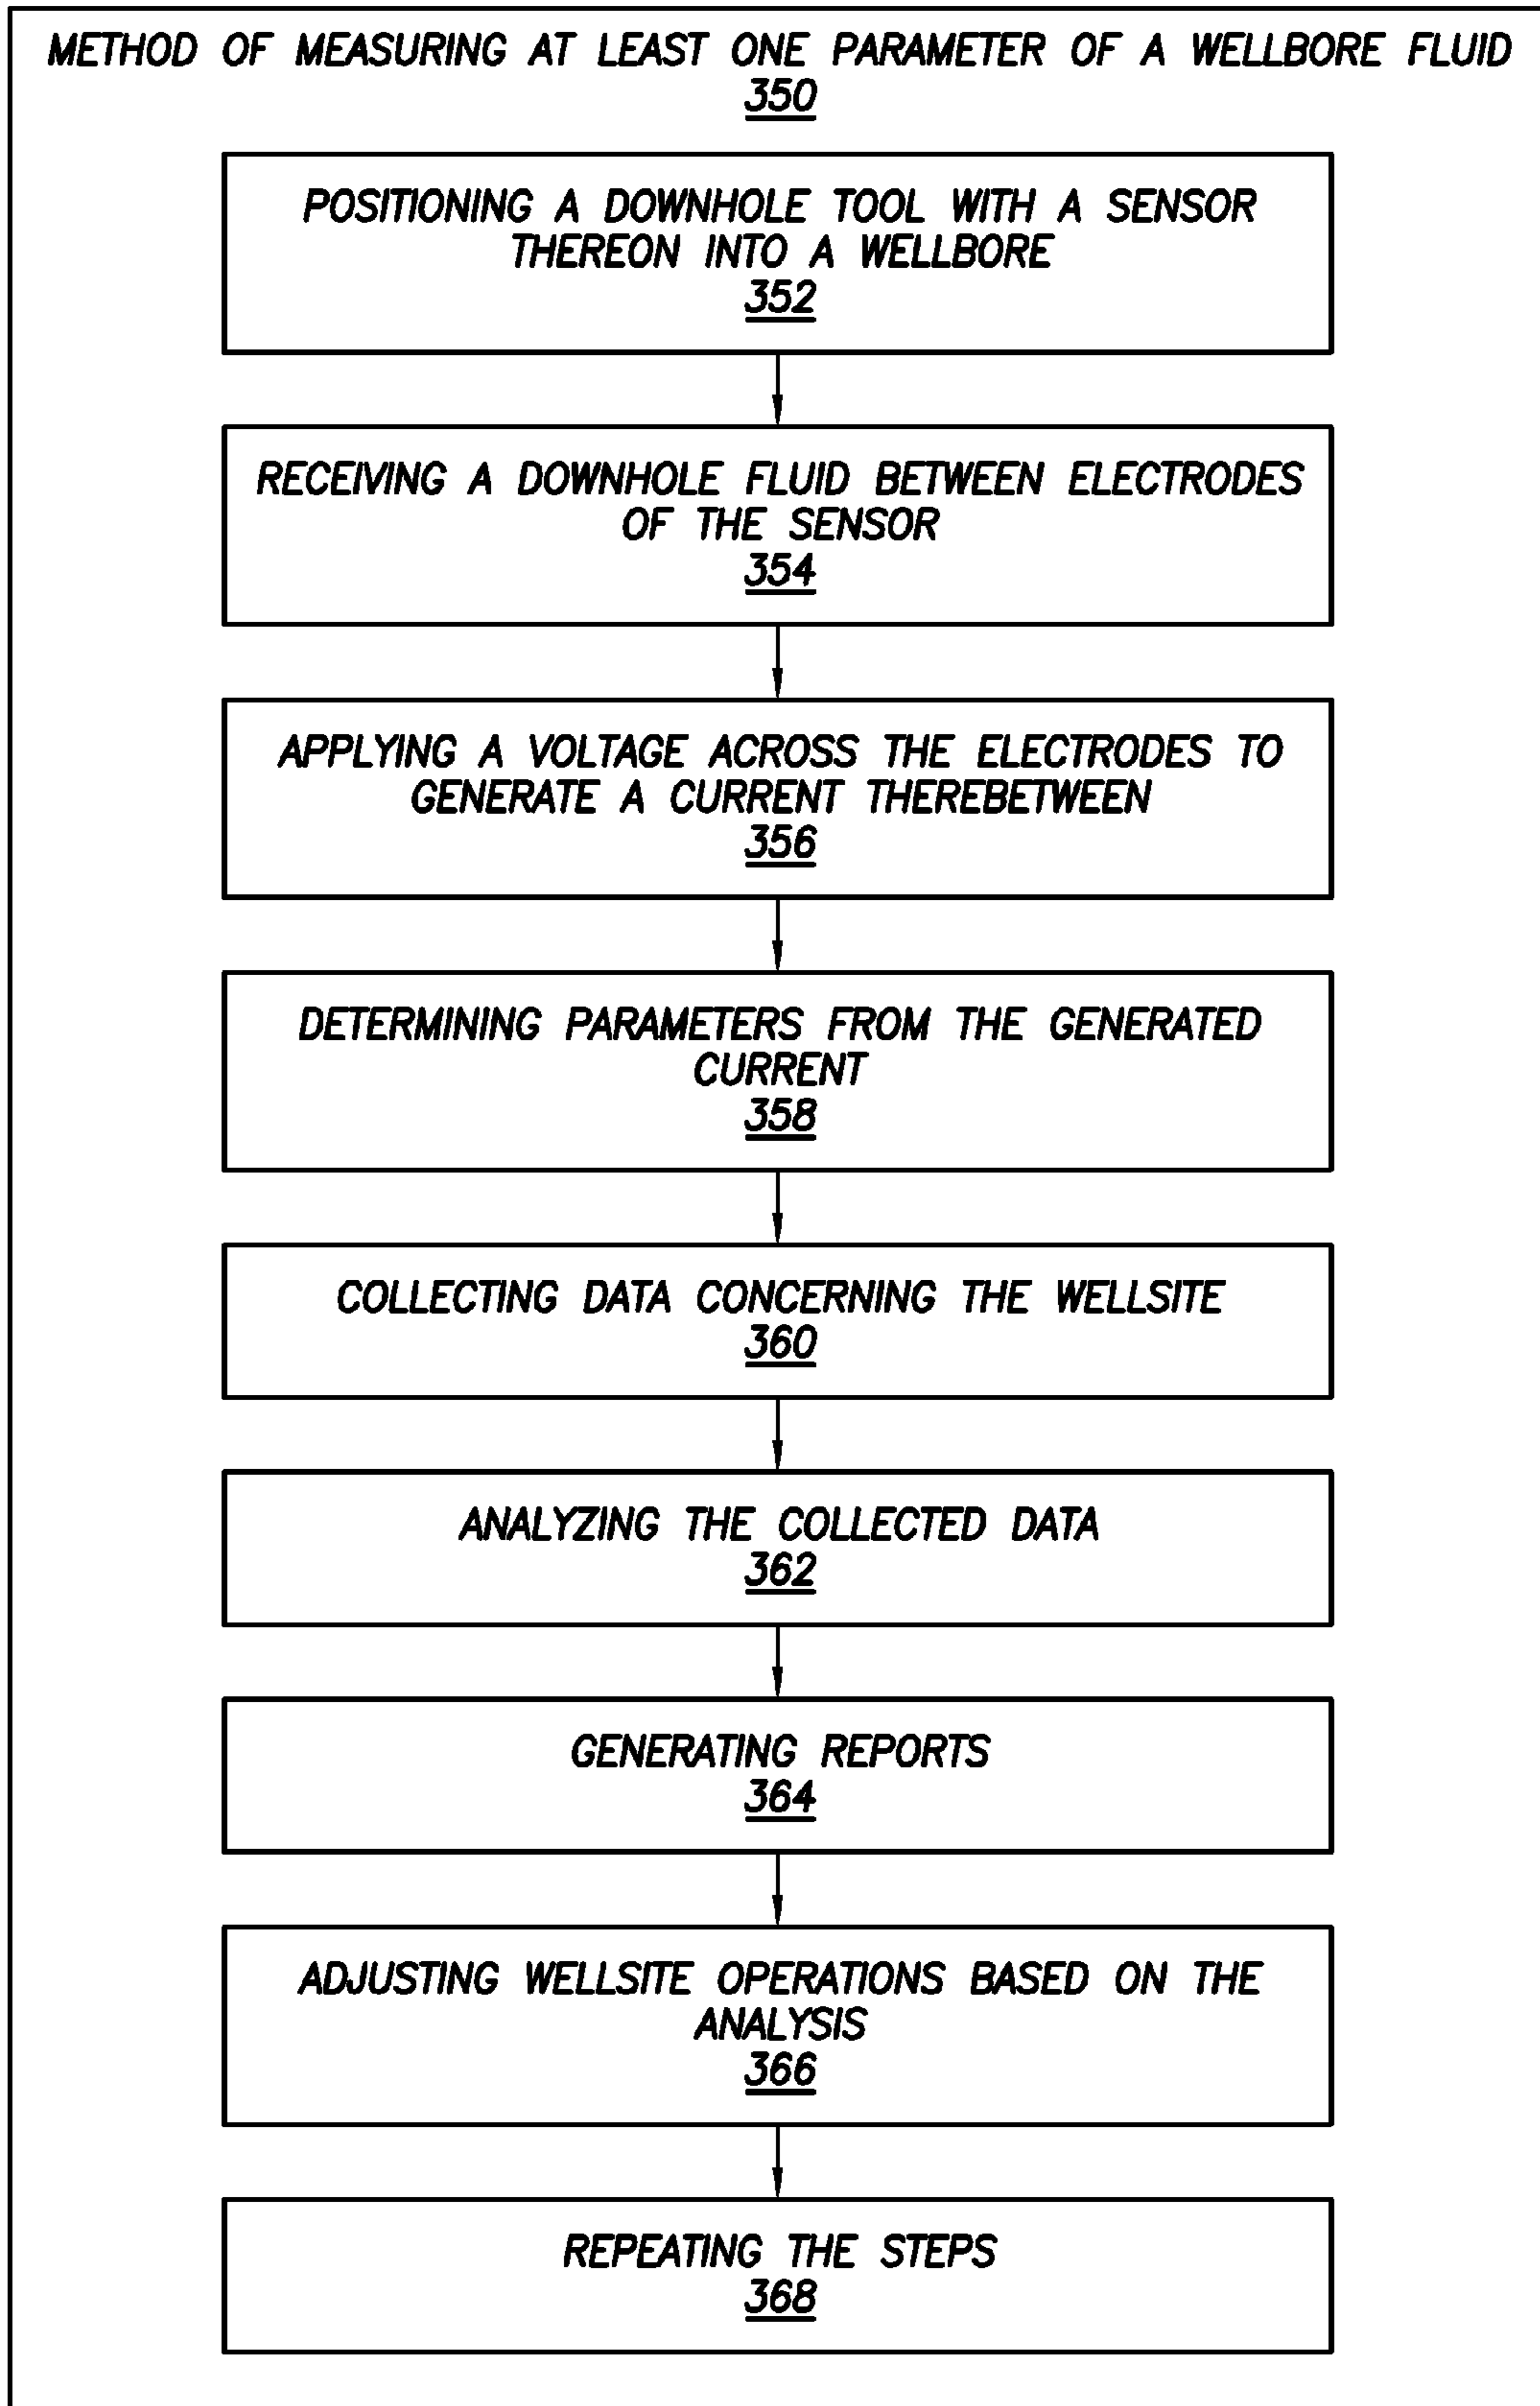 METHOD OF MEASURING AT LEAST ONE PARAMETER OF A WELLBORE FLUID
350
POSITIONING A DOWNHOLE TOOL WITH A SENSOR
THEREON INTO A WELLBORE
352
RECEIVING A DOWNHOLE FLUID BETWEEN ELECTRODES
OF THE SENSOR
354
APPLYING A VOLTAGE ACROSS THE ELECTRODES TO
GENERATE A CURRENT THEREBETWEEN
356
DETERMINING PARAMETERS FROM THE GENERATED
CURRENT
358
COLLECTING DATA CONCERNING THE WELLSITE
360
ANALYZING THE COLLECTED DATA
362
GENERATING REPORTS
364
ADJUSTING WELLSITE OPERATIONS BASED ON THE
ANALYSIS
366
REPEATING THE STEPS
368